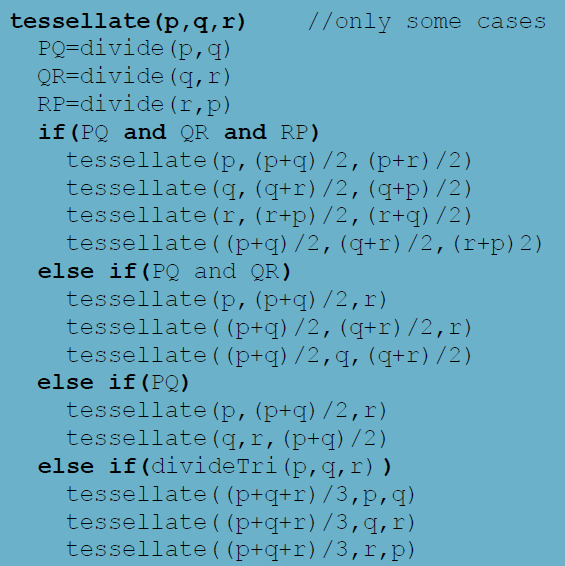 tessellate(p,q,r) //only some cases
PQ=divide(p,q)
QR=divide(q,r)
RP=divide(r,p)
if(PQ and QR and RP)
tessellate(p,(p+q)/2,(p+r)/2)
tessellate(q,(q+r)/2,(q+p)/2)
tessellate(r,(r+p)/2,(r+q)/2)
tessellate((p+q)/2,(q+r)/2,(r+p)2)
else if(PQ and QR)
tessellate(p,(p+q)/2,r)
tessellate((p+q)/2,(q+r)/2,r)
tessellate((p+q)/2,q,(q+r)/2)
else if(PQ)
tessellate(p,(p+q)/2,r)
tessellate(q,r,(p+q)/2)
else if(divideTri(p,q,r))
tessellate((p+q+r)/3,p,q)
tessellate((p+q+r)/3,q,r)
tessellate((p+q+r)/3,r,p)